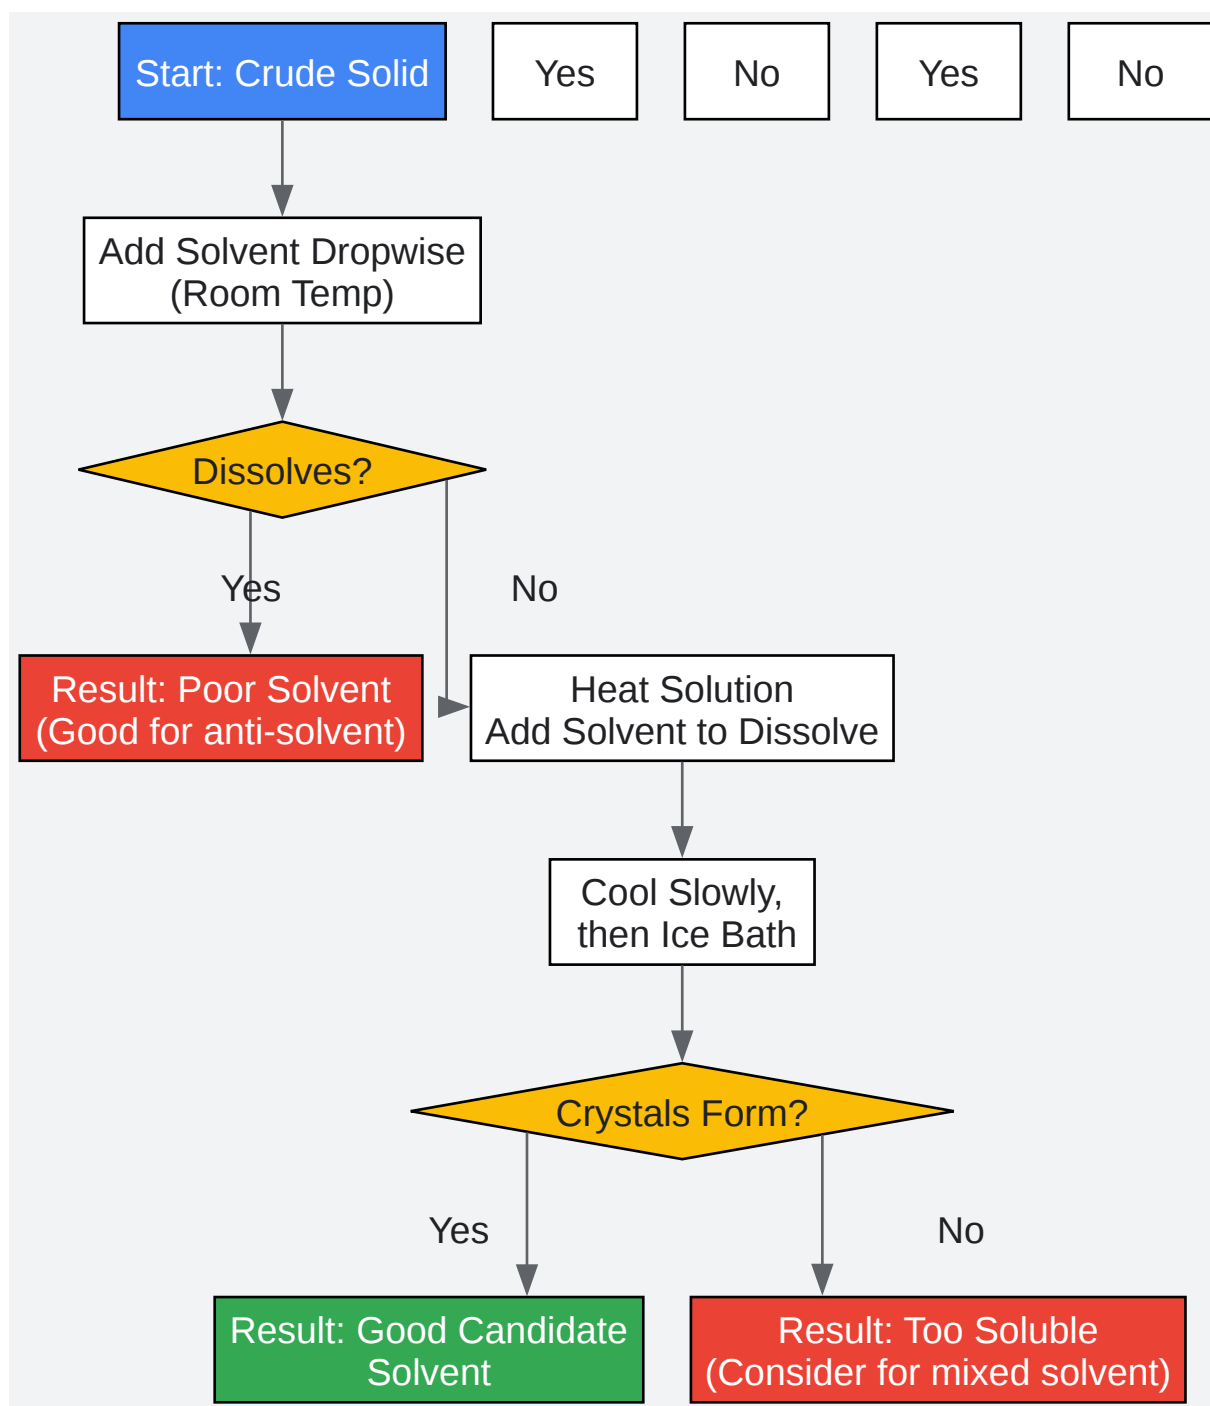 Start: Crude Solid
Yes
No
Yes
No
Add Solvent Dropwise
(Room Temp)
Dissolves?
Yes
No
Result: Poor Solvent
(Good for anti-solvent)
Heat Solution
Add Solvent to Dissolve
Cool Slowly,
then Ice Bath
Crystals Form?
Yes
No
Result: Good Candidate
Solvent
Result: Too Soluble
(Consider for mixed solvent)